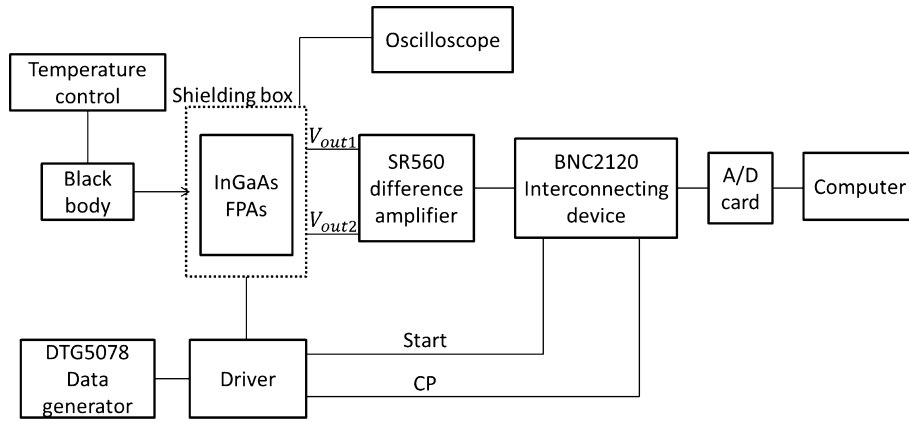 Oscilloscope
Temperature
control
Shielding box
Vout1
SR560
difference
amplifier
BNC2120
Interconnecting
device
A/D
card
Computer
Black
body
InGaAs
FPAs
Vout2
Start
DTG5078
Data
generator
Driver
CP